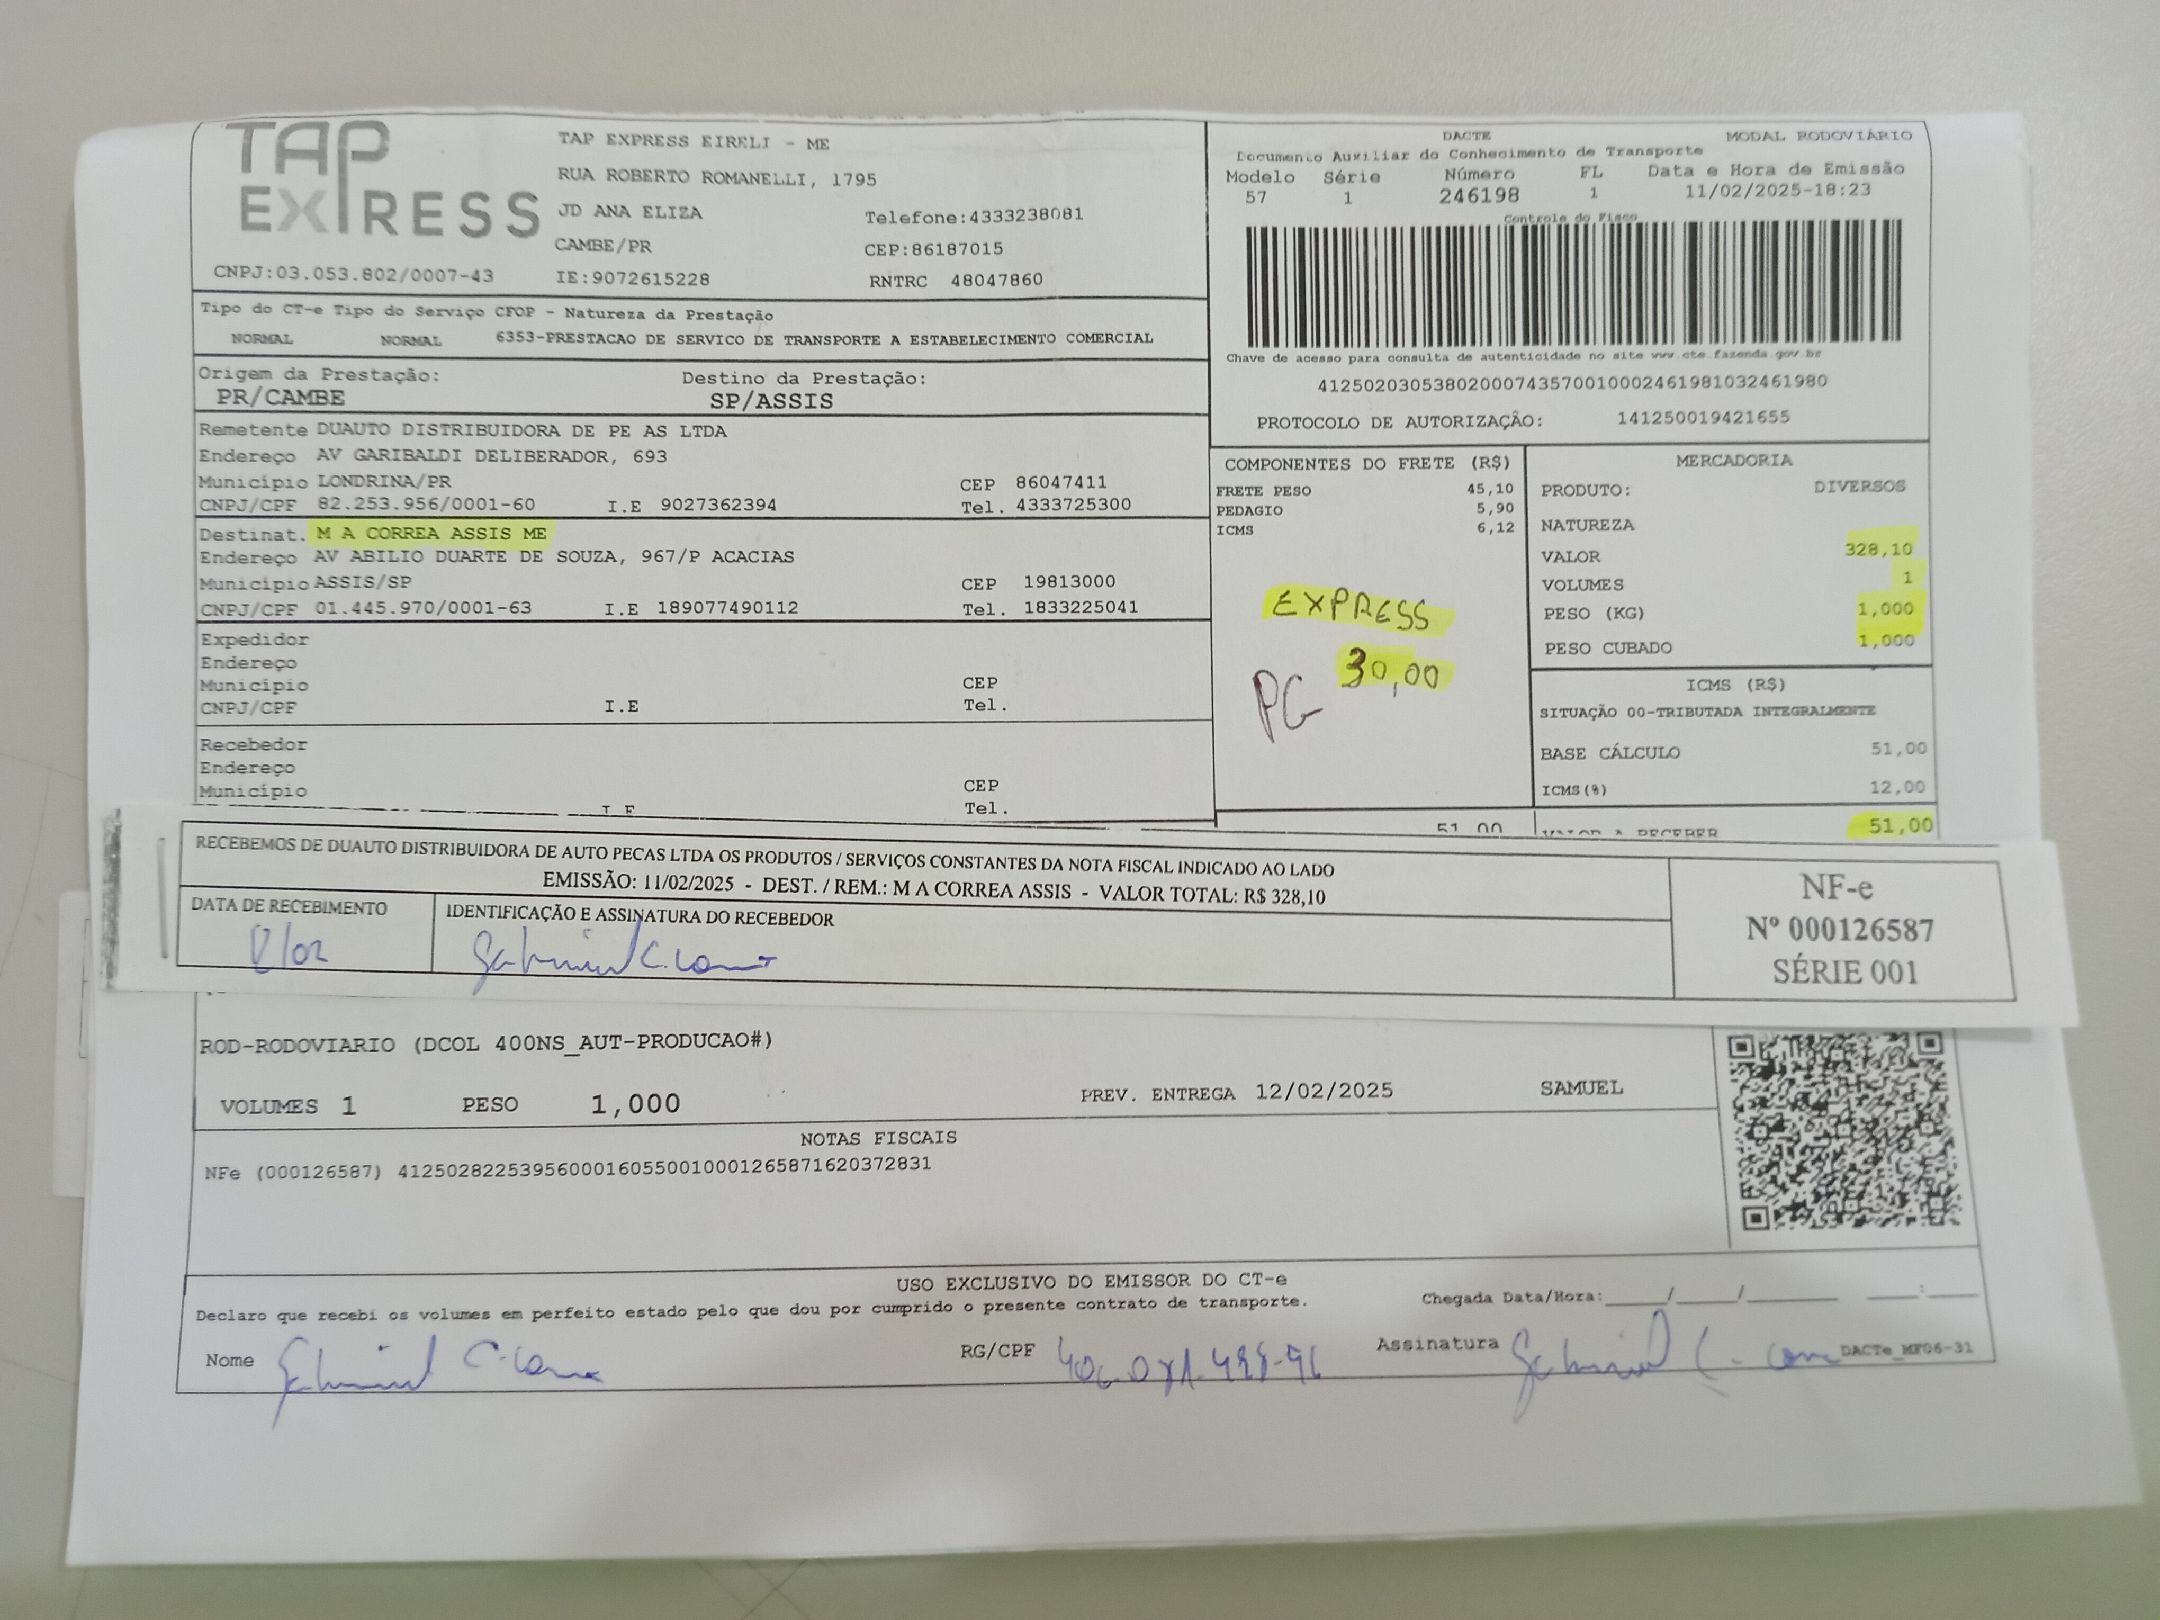 TAP EXPRESS
TAP EXPRESS EIRELI - ME
RUA ROBERTO ROMANELLI, 1795
JD ANA ELIZA Telefone:4333238081
CAMBE/PR CEP:86187015
CNPJ:03.053.802/0007-43 IE:9072615228 RNTRC 48047860
DACTE MODAL RODOVIÁRIO
Documento Auxiliar do Conhecimento de Transporte
Modelo Série Número FL Data e Hora de Emissão
57 1 246198 1 11/02/2025-18:23
Controle do Fisco
Chave de acesso para consulta de autenticidade no site www.cte.fazenda.gov.br
41250203053802000743570010002461981032461980
PROTOCOLO DE AUTORIZAÇÃO: 141250019421655
Tipo do CT-e Tipo do Serviço CFOP - Natureza da Prestação
NORMAL NORMAL 6353-PRESTACAO DE SERVICO DE TRANSPORTE A ESTABELECIMENTO COMERCIAL
Origem da Prestação: Destino da Prestação:
PR/CAMBE SP/ASSIS
Remetente DUAUTO DISTRIBUIDORA DE PE AS LTDA
Endereço AV GARIBALDI DELIBERADOR, 693
Município LONDRINA/PR CEP 86047411
CNPJ/CPF 82.253.956/0001-60 I.E 9027362394 Tel. 4333725300
Destinat. M A CORREA ASSIS ME
Endereço AV ABILIO DUARTE DE SOUZA, 967/P ACACIAS
Município ASSIS/SP CEP 19813000
CNPJ/CPF 01.445.970/0001-63 I.E 189077490112 Tel. 1833225041
Expedidor
Endereço
Município CEP
CNPJ/CPF I.E Tel.
Recebedor
Endereço
Município CEP
I.E Tel.
COMPONENTES DO FRETE (R$)
FRETE PESO 45,10
PEDAGIO 5,90
ICMS 6,12
EXPRESS
30,00
PG
51,00
MERCADORIA
PRODUTO: DIVERSOS
NATUREZA
VALOR 328,10
VOLUMES 1
PESO (KG) 1,000
PESO CUBADO 1,000
ICMS (R$)
SITUAÇÃO 00-TRIBUTADA INTEGRALMENTE
BASE CÁLCULO 51,00
ICMS(%) 12,00
VALOR A RECEBER 51,00
RECEBEMOS DE DUAUTO DISTRIBUIDORA DE AUTO PECAS LTDA OS PRODUTOS / SERVIÇOS CONSTANTES DA NOTA FISCAL INDICADO AO LADO
EMISSÃO: 11/02/2025 - DEST. / REM.: M A CORREA ASSIS - VALOR TOTAL: R$ 328,10
DATA DE RECEBIMENTO IDENTIFICAÇÃO E ASSINATURA DO RECEBEDOR
NF-e
Nº 000126587
SÉRIE 001
ROD-RODOVIARIO (DCOL 400NS_AUT-PRODUCAO#)
VOLUMES 1 PESO 1,000 PREV. ENTREGA 12/02/2025 SAMUEL
NOTAS FISCAIS
NFe (000126587) 41250282253956000160550010001265871620372831
USO EXCLUSIVO DO EMISSOR DO CT-e
Declaro que recebi os volumes em perfeito estado pelo que dou por cumprido o presente contrato de transporte. Chegada Data/Hora:____/____/______ ____:____
Nome RG/CPF Assinatura DACTe_MF06-31